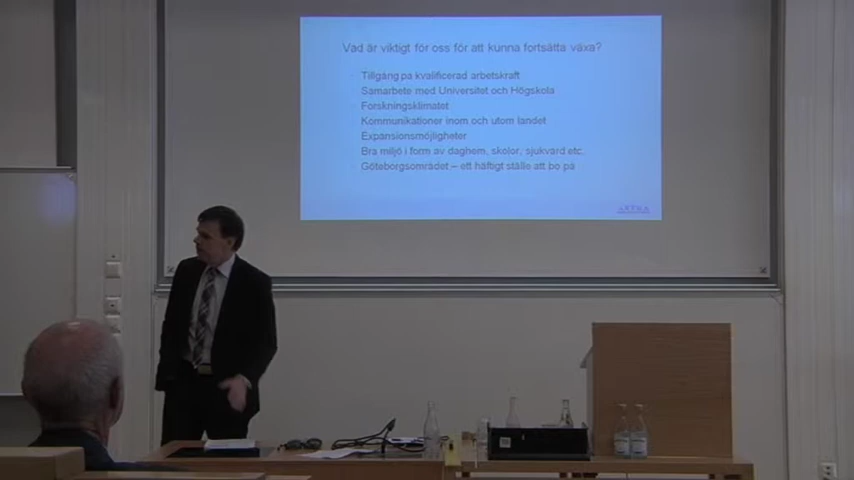 Vad är viktigt för oss för att kunna fortsätta växa?
Tillgång på kvalificerad arbetskraft
Samarbete med Universitet och Högskola
Forskningsklimatet
Kommunikationer inom och utom landet
Expansionsmöjligheter
Bra miljö i form av daghem, skolor, sjukvård etc.
Göteborgsområdet – ett häftigt ställe att bo på